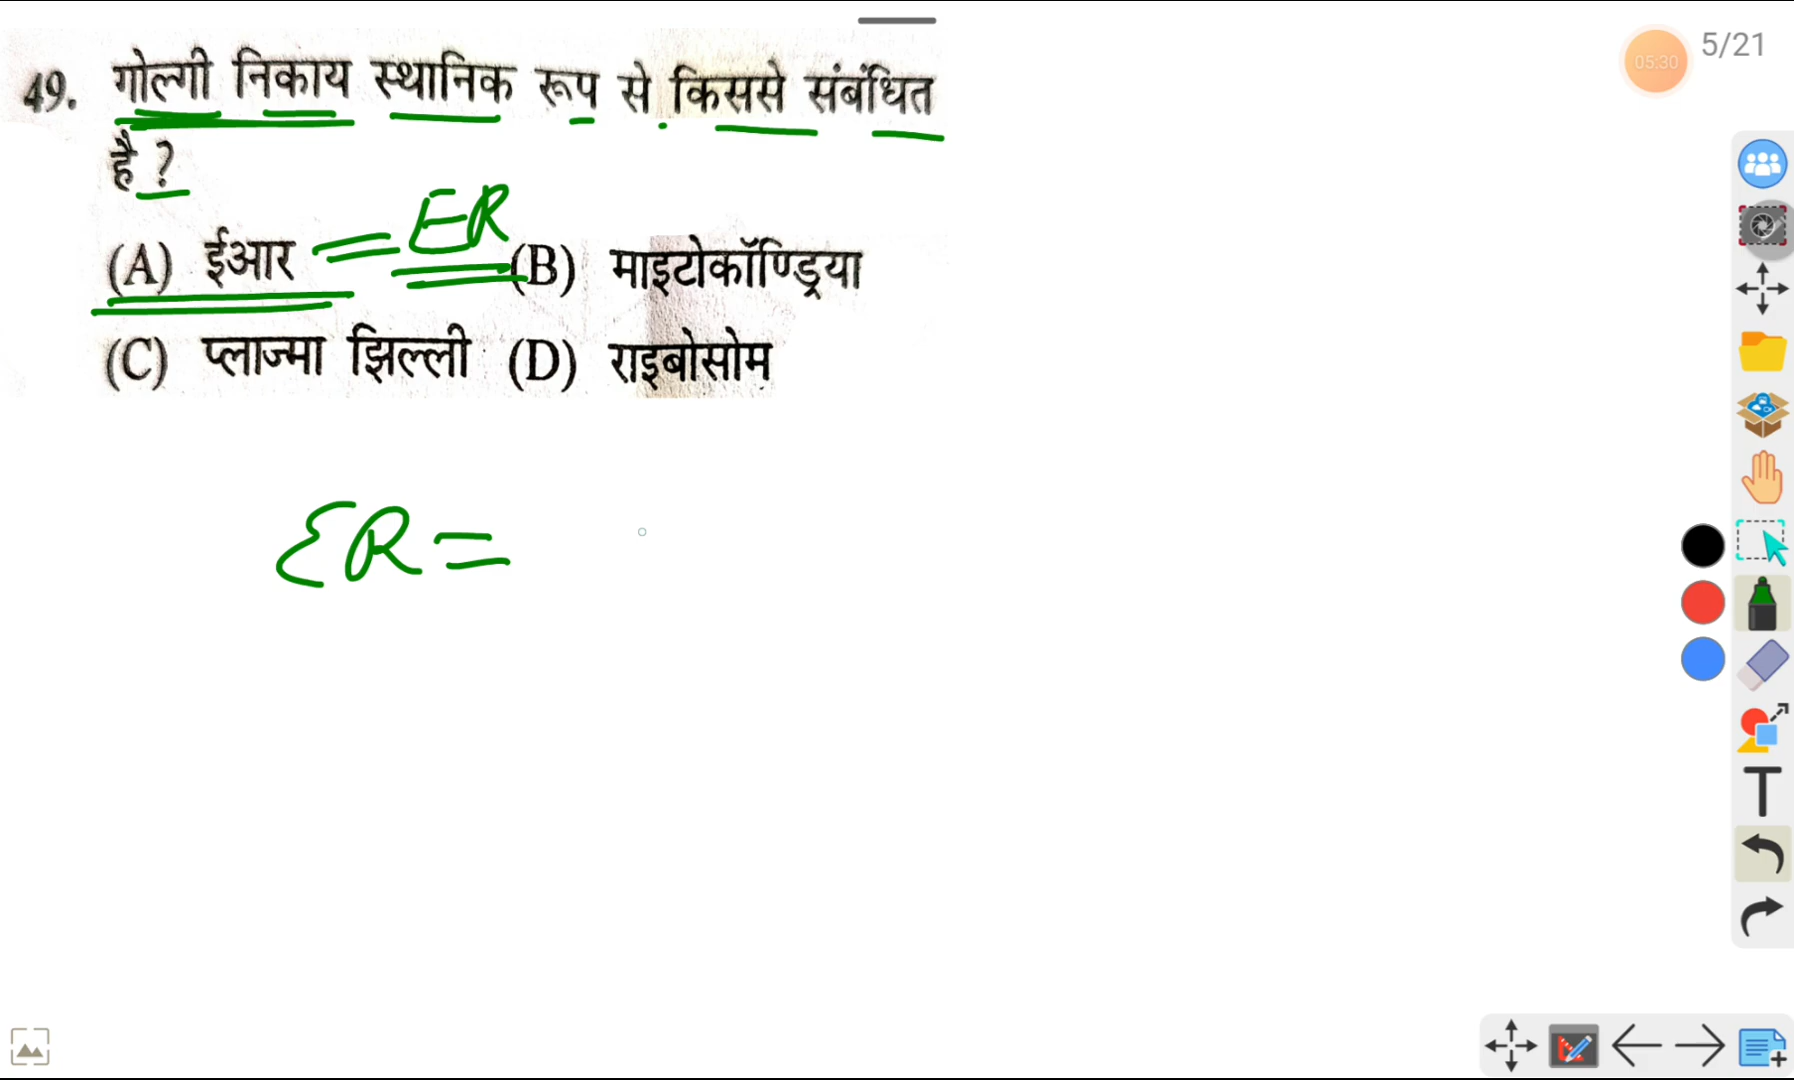 05:30
5/21
49. गोल्गी निकाय स्थानिक रूप से किससे संबंधित
है ?
(A) ईआर = ER (B) माइटोकॉण्ड्रिया
(C) प्लाज्मा झिल्ली (D) राइबोसोम
ER =